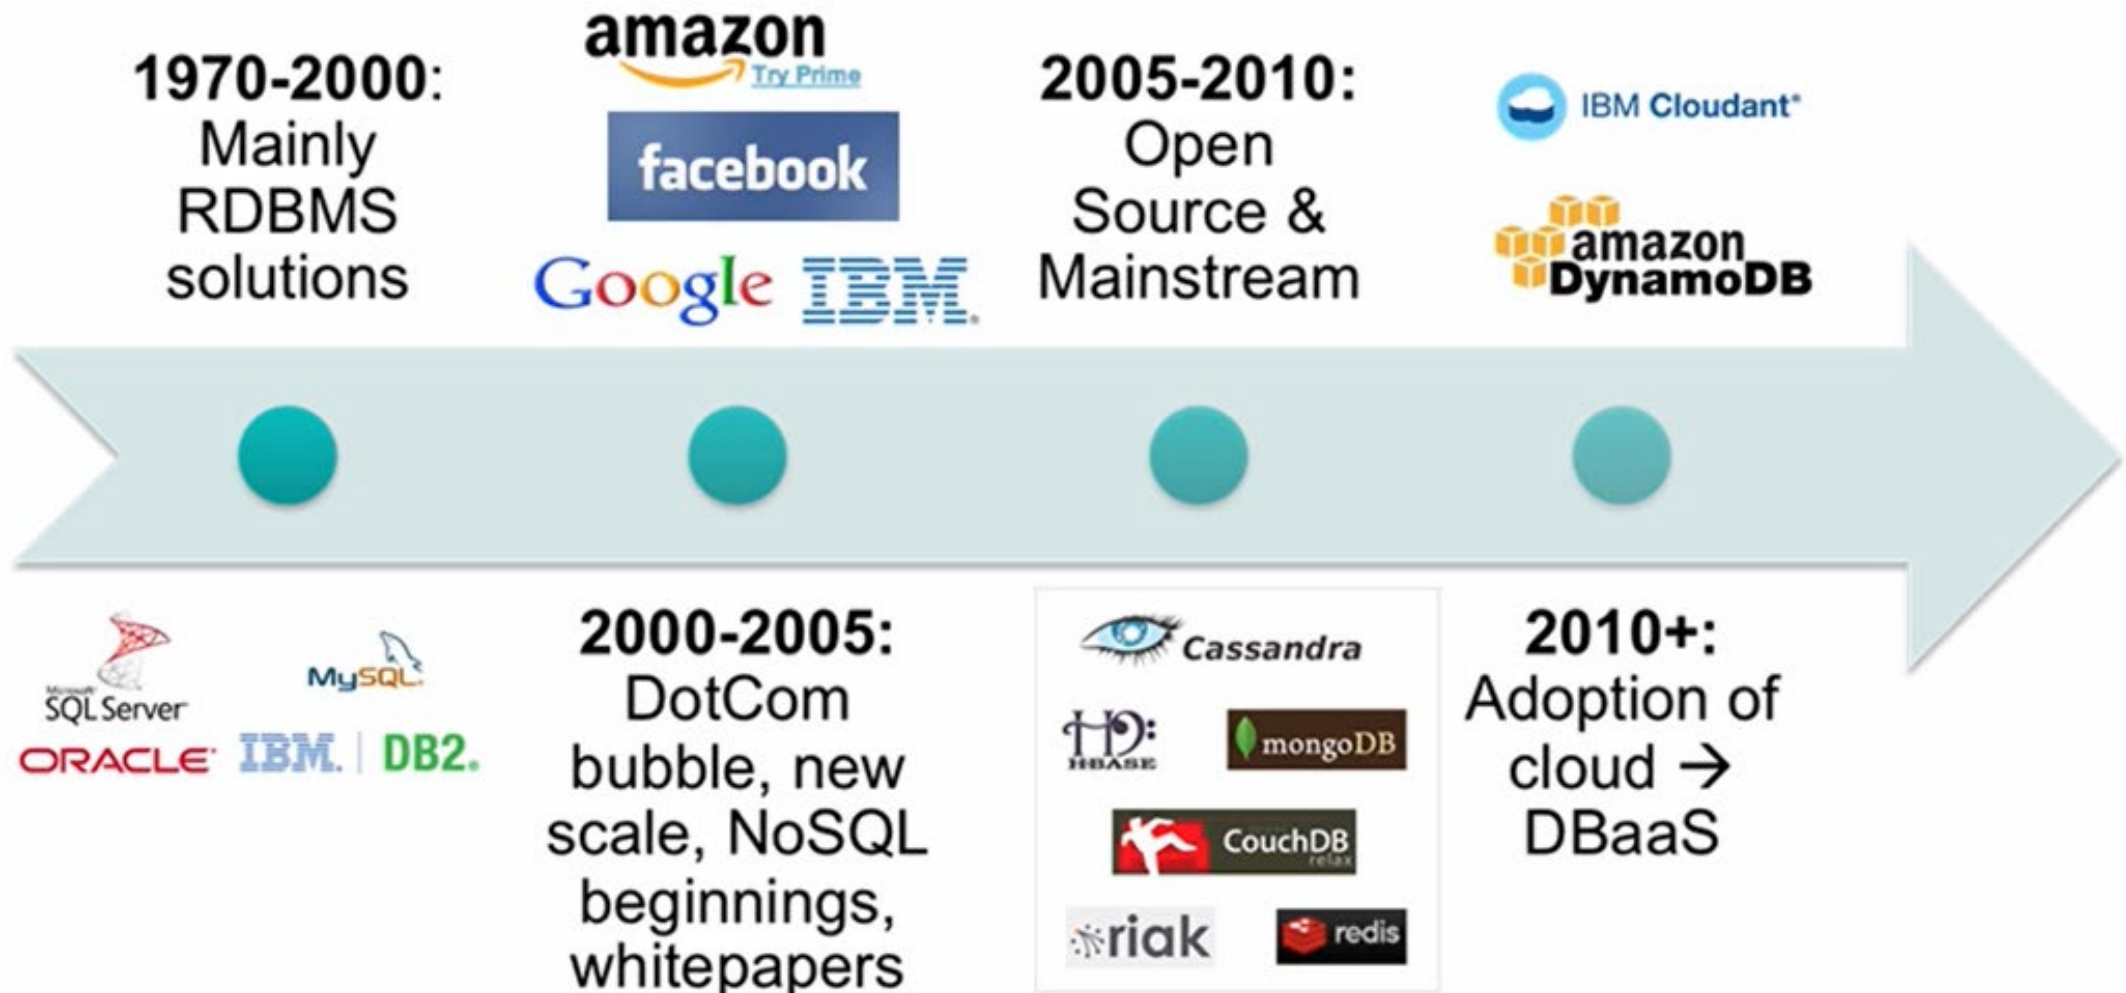 1970-2000:
Mainly
RDBMS
solutions
Microsoft
SQL Server
MySQL
ORACLE
IBM. | DB2.
amazon
Try Prime
facebook
Google IBM.
2000-2005:
DotCom
bubble, new
scale, NoSQL
beginnings,
whitepapers
2005-2010:
Open
Source &
Mainstream
Cassandra
HBASE
mongoDB
CouchDB
relax
riak
redis
IBM Cloudant®
amazon
DynamoDB
2010+:
Adoption of
cloud →
DBaaS